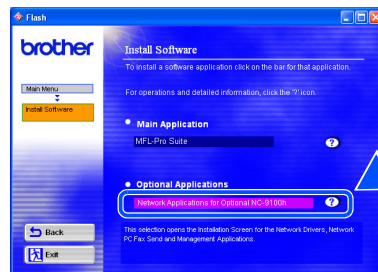 Flash
brother
Install Software
To install a software application click on the bar for that application.
For operations and detailed information, click the '?' icon.
Main Menu
Install Software
Main Application
MFL-Pro Suite
?
Optional Applications
Network Applications for Optional NC-9100h
?
This selection opens the Installation Screen for the Network Drivers, Network
PC Fax Send and Management Applications.
Back
Exit